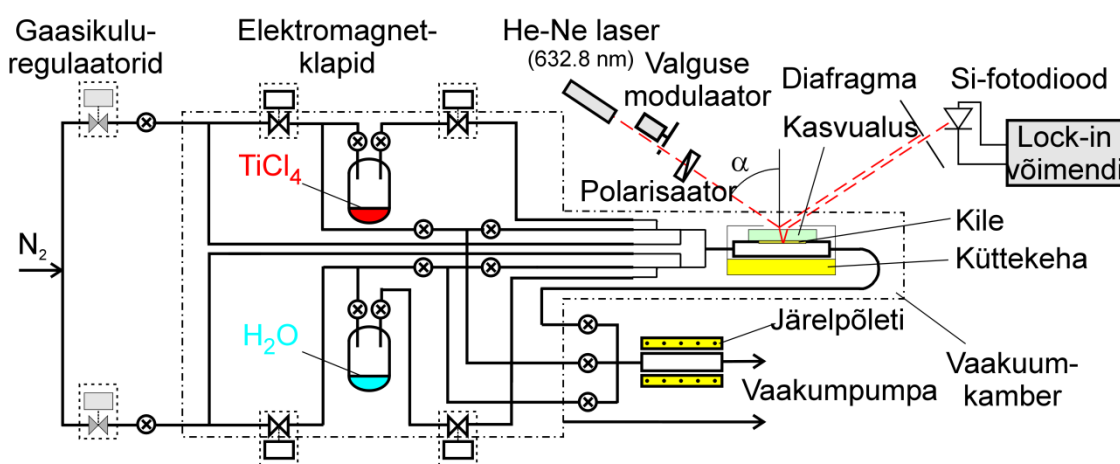 Gaasikulu-
regulaatorid
Elektromagnet-
klapid
He-Ne laser
(632.8 nm)
Valguse
modulaator
Diafragma
Si-fotodiood
Kasvualus
Lock-in
võimendi
TiCl4
α
Polarisaator
Kile
N2
Küttekeha
H2O
Järelpõleti
Vaakumpumpa
Vaakuum-
kamber